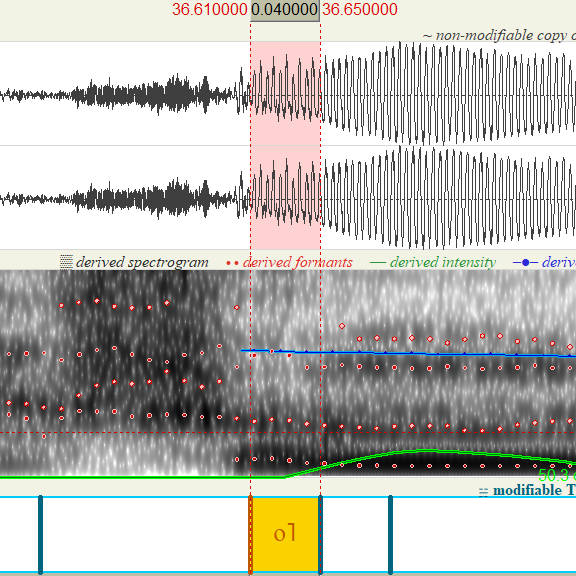 36.610000 0.040000 36.650000
~ non-modifiable copy o
derived spectrogram derived formants derived intensity deriv
50.3
modifiable T
o1